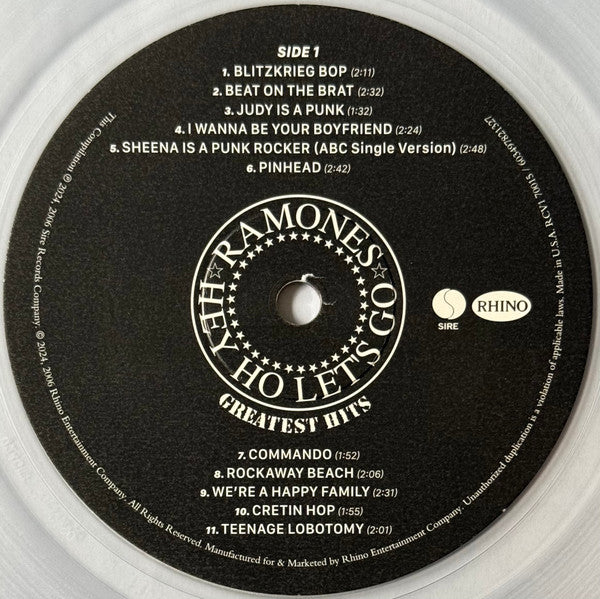 SIDE 1
1. BLITZKRIEG BOP (2:11)
2. BEAT ON THE BRAT (2:32)
3. JUDY IS A PUNK (1:32)
4. I WANNA BE YOUR BOYFRIEND (2:24)
5. SHEENA IS A PUNK ROCKER (ABC Single Version) (2:48)
6. PINHEAD (2:42)
RAMONES
HEY HO LET'S GO
GREATEST HITS
SIRE
RHINO
7. COMMANDO (1:52)
8. ROCKAWAY BEACH (2:06)
9. WE'RE A HAPPY FAMILY (2:31)
10. CRETIN HOP (1:55)
11. TEENAGE LOBOTOMY (2:01)
This Compilation ℗ 2024, 2006 Sire Records Company. © 2024, 2006 Rhino Entertainment Company. All Rights Reserved. Manufactured for & Marketed by Rhino Entertainment Company. Unauthorized duplication is a violation of applicable laws. Made in U.S.A. RCV1 70015 / 603497821327